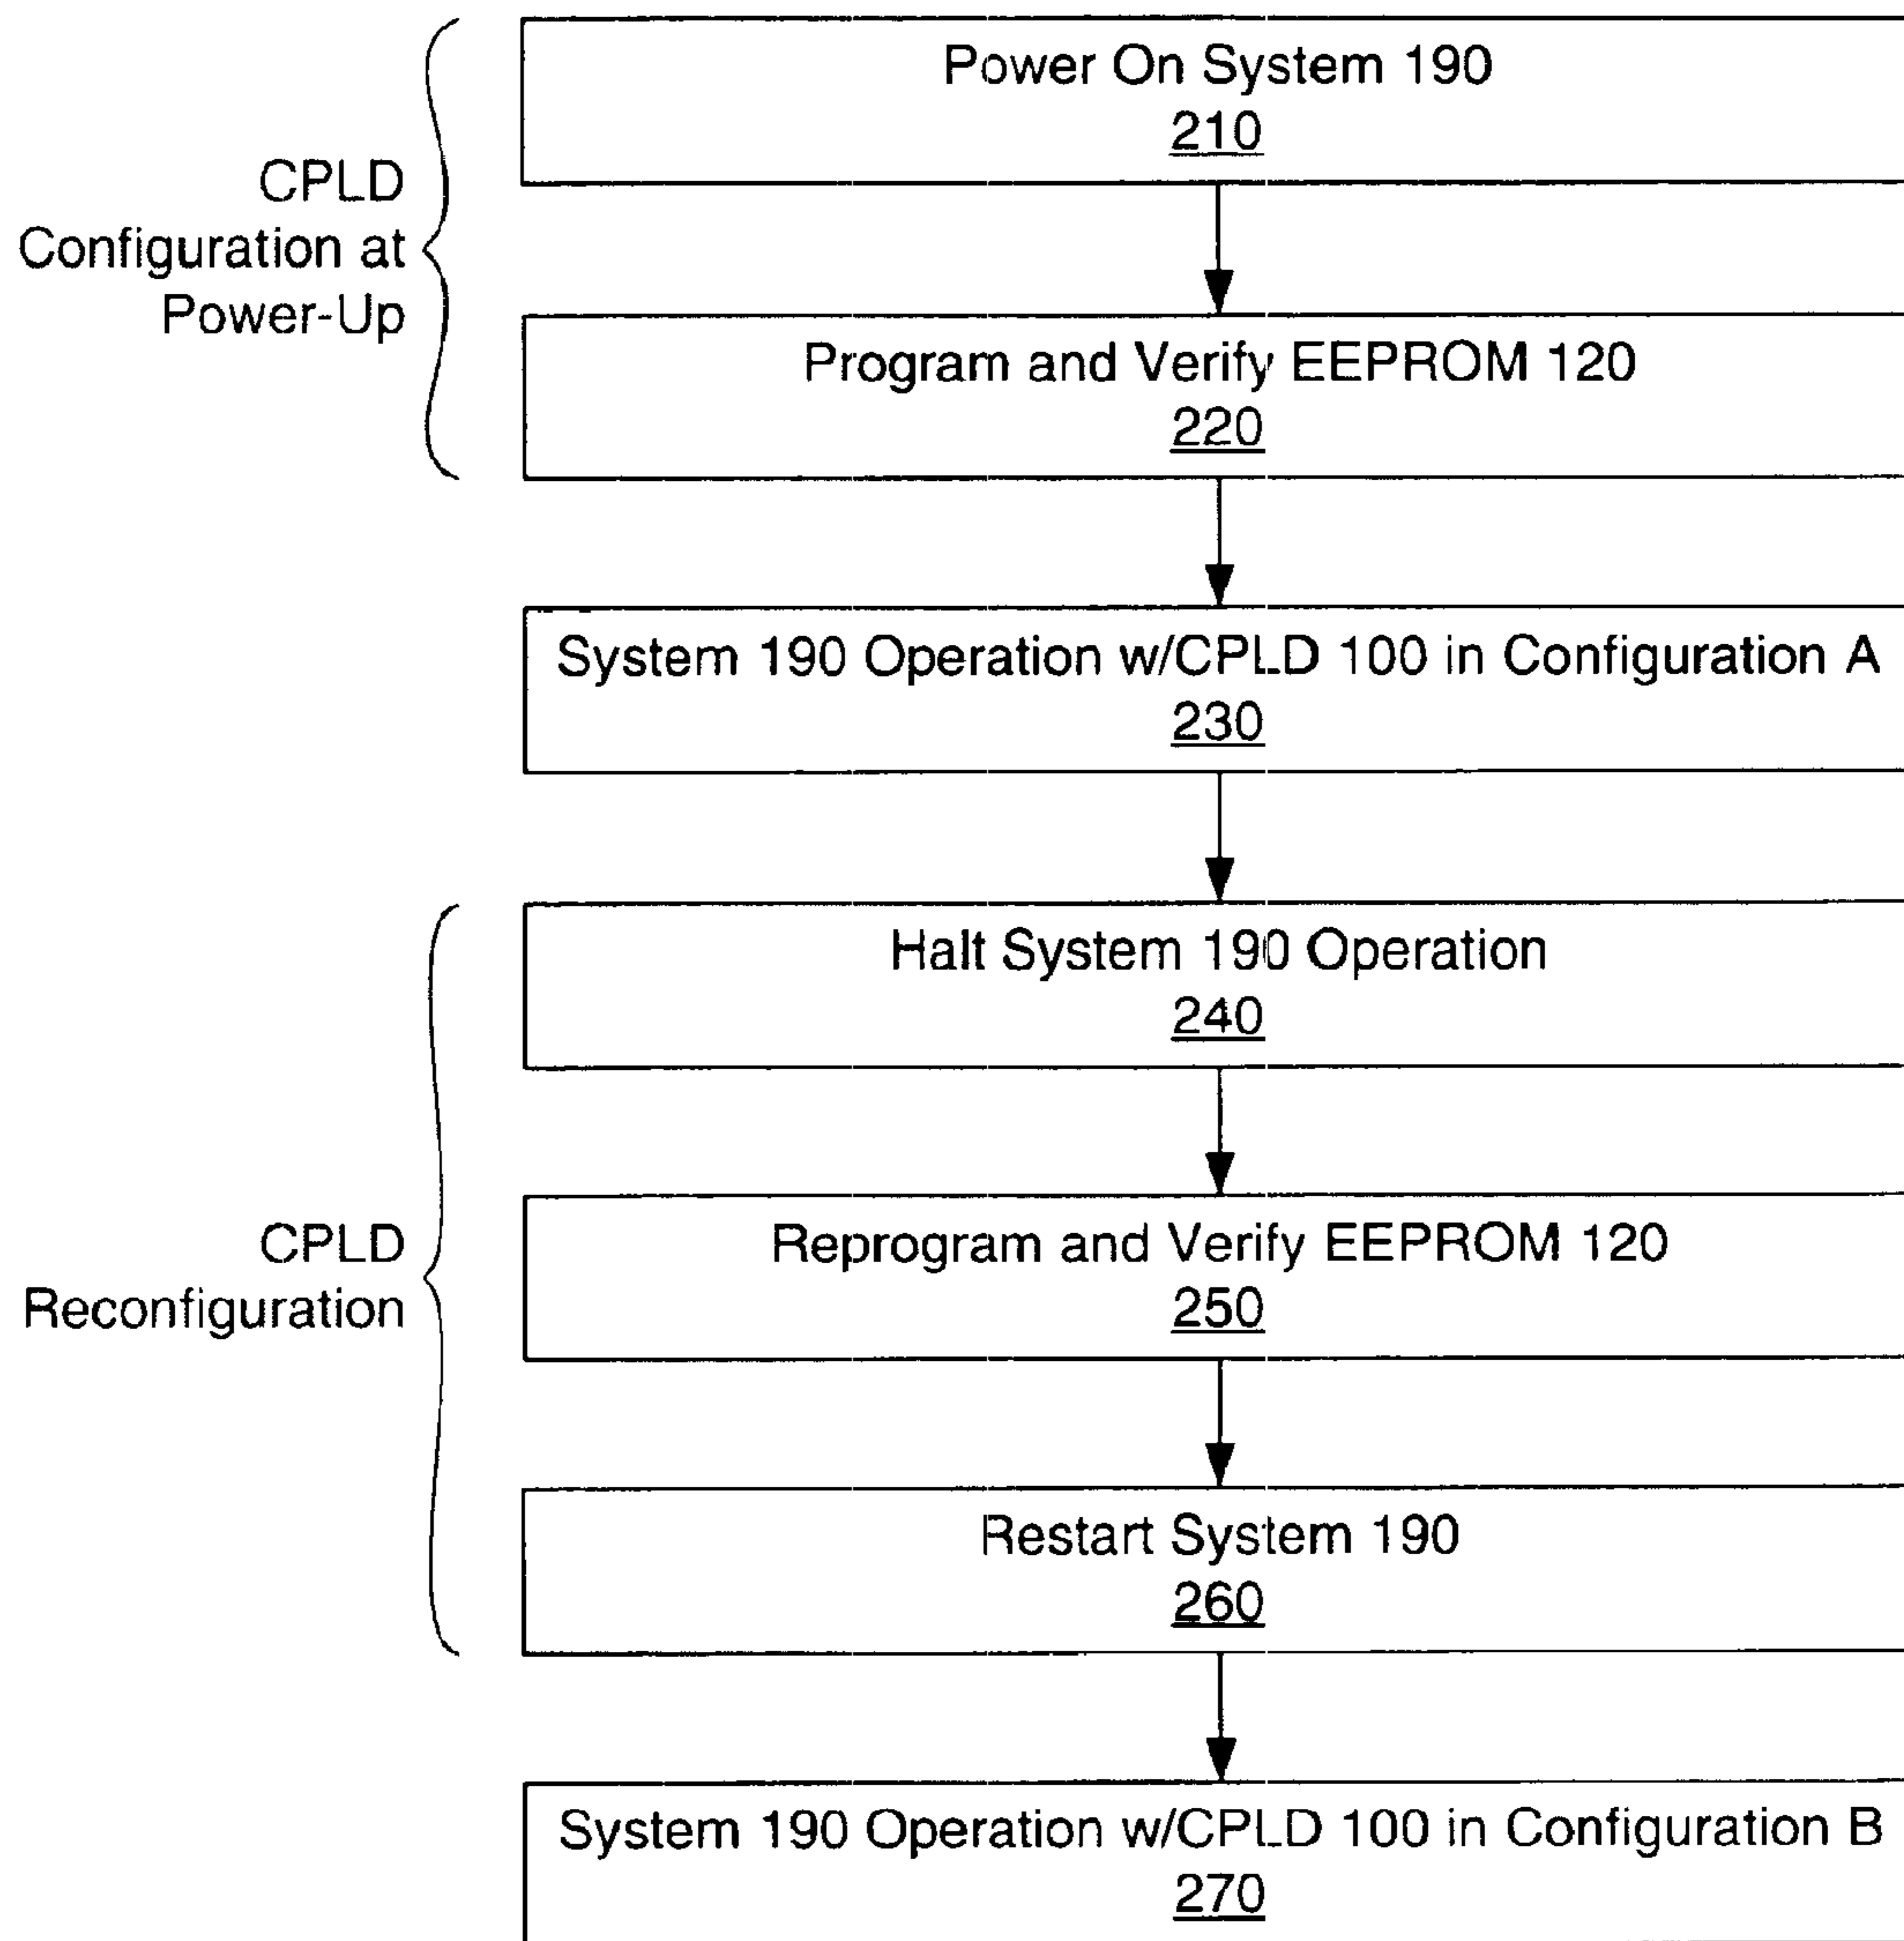 Power On System 190
210
CPLD
Configuration at
Power-Up
Program and Verify EEPROM 120
220
System 190 Operation w/CPLD 100 in Configuration A
230
Halt System 190 Operation
240
CPLD
Reconfiguration
Reprogram and Verify EEPROM 120
250
Restart System 190
260
System 190 Operation w/CPLD 100 in Configuration B
270